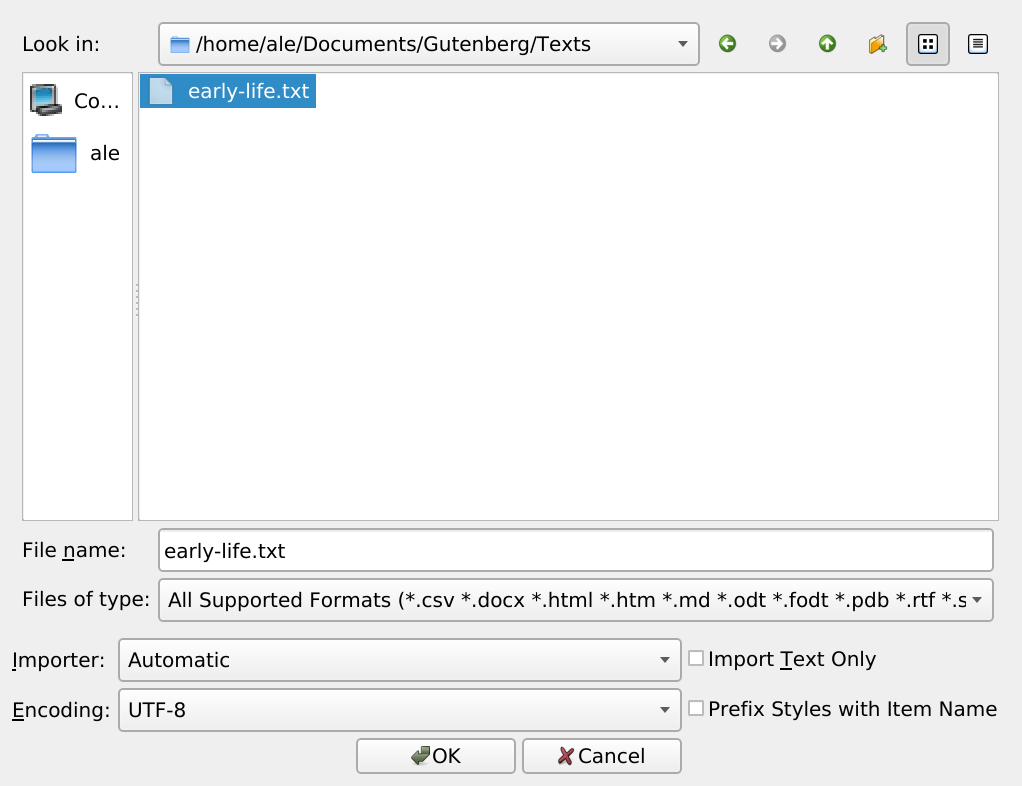 Look in: /home/ale/Documents/Gutenberg/Texts
Co...
ale
early-life.txt
File name: early-life.txt
Files of type: All Supported Formats (*.csv *.docx *.html *.htm *.md *.odt *.fodt *.pdb *.rtf *.s
Importer: Automatic
Import Text Only
Encoding: UTF-8
Prefix Styles with Item Name
OK
Cancel